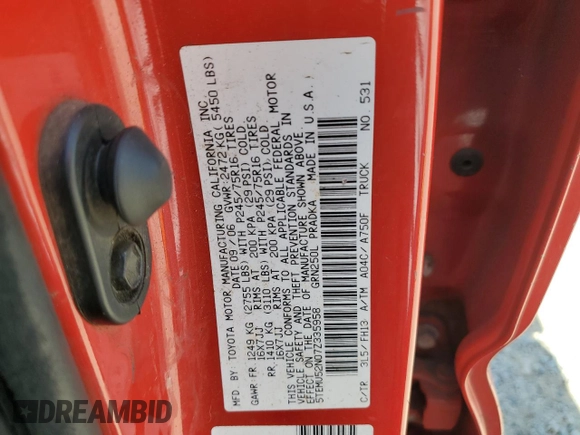 MFD. BY: TOYOTA MOTOR MANUFACTURING CALIFORNIA INC.
DATE 09/06 GVWR 2472 KG( 5450 LBS)
GAWR FR. 1249 KG (2755 LBS) WITH P245/75R16 TIRES
16X7JJ RIMS AT 200 KPA (29 PSI) COLD
RR. 1410 KG (3110 LBS) WITH P245/75R16 TIRES
16X7JJ RIMS AT 200 KPA (29 PSI) COLD
THIS VEHICLE CONFORMS TO ALL APPLICABLE FEDERAL MOTOR
VEHICLE SAFETY AND THEFT PREVENTION STANDARDS IN
EFFECT ON THE DATE OF MANUFACTURE SHOWN ABOVE.
5TEMU52N07Z335958 PRADKA MADE IN U.S.A.
GRN250L
C/TR 3L5/FH13 A/TM A04C/A750F TRUCK NO 531
DREAMBID